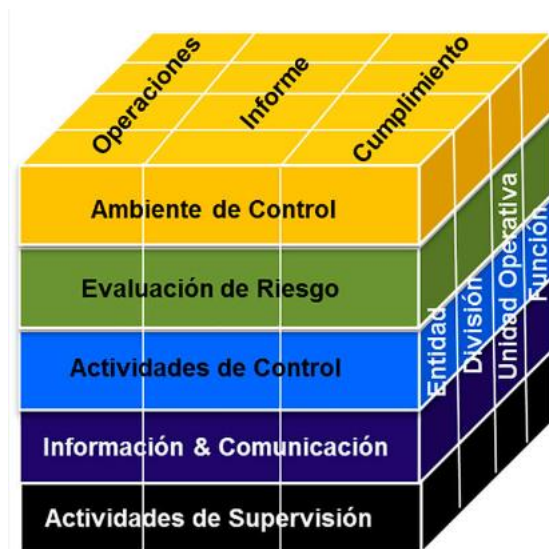 Operaciones
Informe
Cumplimiento
Ambiente de Control
Evaluación de Riesgo
Actividades de Control
Información & Comunicación
Actividades de Supervisión
Entidad
División
Unidad Operativa
Función